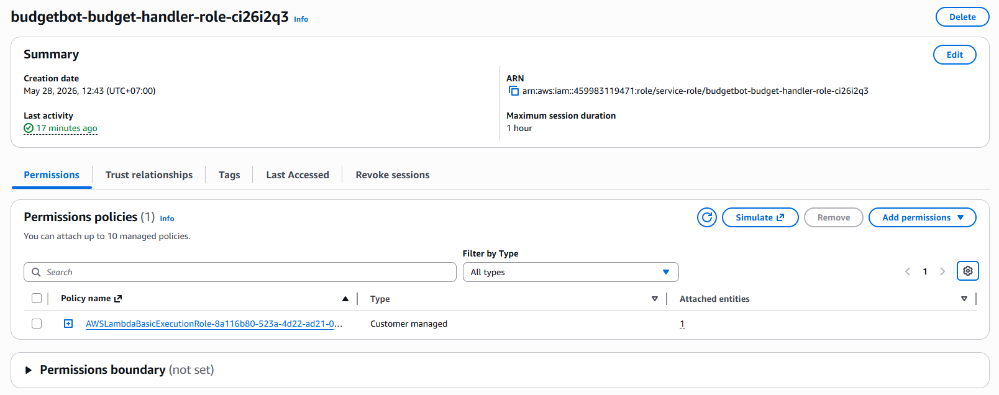 budgetbot-budget-handler-role-ci26i2q3 Info
Delete
Summary
Edit
Creation date
May 28, 2026, 12:43 (UTC+07:00)
ARN
arn:aws:iam::459983119471:role/service-role/budgetbot-budget-handler-role-ci26i2q3
Last activity
17 minutes ago
Maximum session duration
1 hour
Permissions
Trust relationships
Tags
Last Accessed
Revoke sessions
Permissions policies (1) Info
Simulate
Remove
Add permissions
You can attach up to 10 managed policies.
Filter by Type
Search
All types
1
Policy name
Type
Attached entities
AWSLambdaBasicExecutionRole-8a116b80-523a-4d22-ad21-0...
Customer managed
1
Permissions boundary (not set)